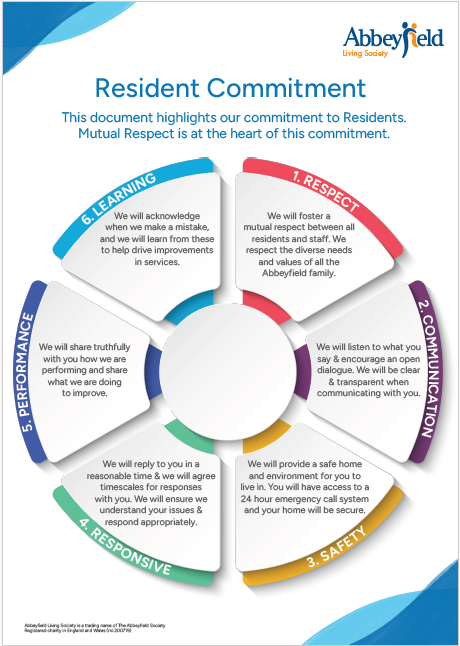 Abbeyfield
Living Society
Resident Commitment
This document highlights our commitment to Residents.
Mutual Respect is at the heart of this commitment.
1. RESPECT
We will foster a
mutual respect between all
residents and staff. We
respect the diverse needs
and values of all the
Abbeyfield family.
2. COMMUNICATION
We will listen to what you
say & encourage an open
dialogue. We will be clear
& transparent when
communicating with you.
3. SAFETY
We will provide a safe home
and environment for you to
live in. You will have access to a
24 hour emergency call system
and your home will be secure.
4. RESPONSIVE
We will reply to you in a
reasonable time & we will agree
timescales for responses
with you. We will ensure we
understand your issues &
respond appropriately.
5. PERFORMANCE
We will share truthfully
with you how we are
performing and share
what we are doing
to improve.
6. LEARNING
We will acknowledge
when we make a mistake,
and we will learn from these
to help drive improvements
in services.
Abbeyfield Living Society is a trading name of The Abbeyfield Society
Registered charity in England and Wales (no 200719)